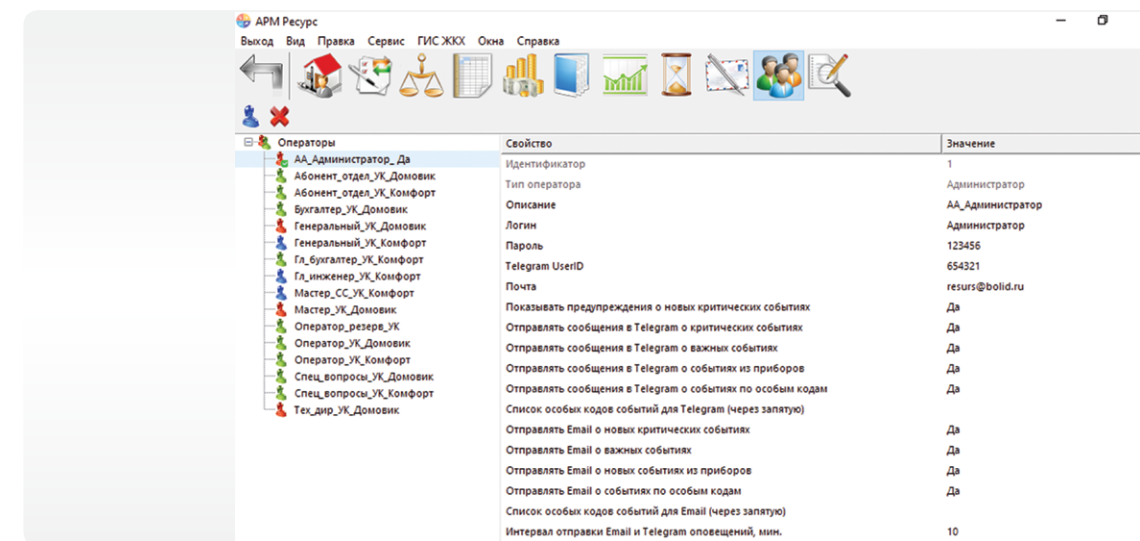 АРМ Ресурс
Выход Вид Правка Сервис ГИС ЖКХ Окна Справка
Операторы
АА_Администратор_ Да
Абонент_отдел_УК_Домовик
Абонент_отдел_УК_Комфорт
Бухгалтер_УК_Домовик
Генеральный_УК_Домовик
Генеральный_УК_Комфорт
Гл_бухгалтер_УК_Комфорт
Гл_инженер_УК_Комфорт
Мастер_СС_УК_Комфорт
Мастер_УК_Домовик
Оператор_резерв_УК
Оператор_УК_Домовик
Оператор_УК_Комфорт
Спец_вопросы_УК_Домовик
Спец_вопросы_УК_Комфорт
Тех_дир_УК_Домовик
Свойство Значение
Идентификатор 1
Тип оператора Администратор
Описание АА_Администратор
Логин Администратор
Пароль 123456
Telegram UserID 654321
Почта resurs@bolid.ru
Показывать предупреждения о новых критических событиях Да
Отправлять сообщения в Telegram о критических событиях Да
Отправлять сообщения в Telegram о важных событиях Да
Отправлять сообщения в Telegram о событиях из приборов Да
Отправлять сообщения в Telegram о событиях по особым кодам Да
Список особых кодов событий для Telegram (через запятую)
Отправлять Email о новых критических событиях Да
Отправлять Email о важных событиях Да
Отправлять Email о новых событиях из приборов Да
Отправлять Email о событиях по особым кодам Да
Список особых кодов событий для Email (через запятую)
Интервал отправки Email и Telegram оповещений, мин. 10